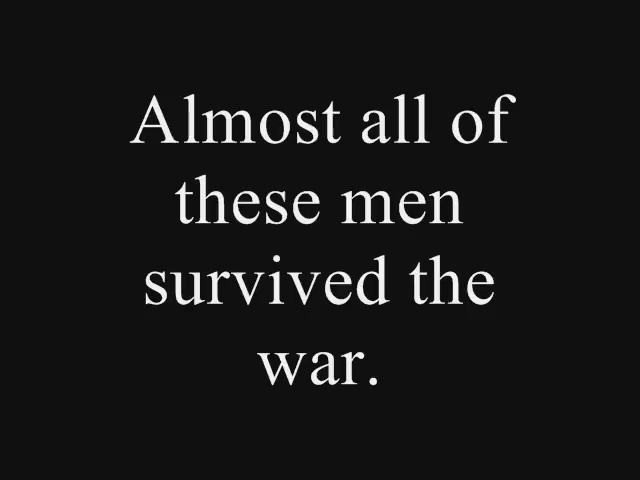 Almost all of
these men
survived the
war.